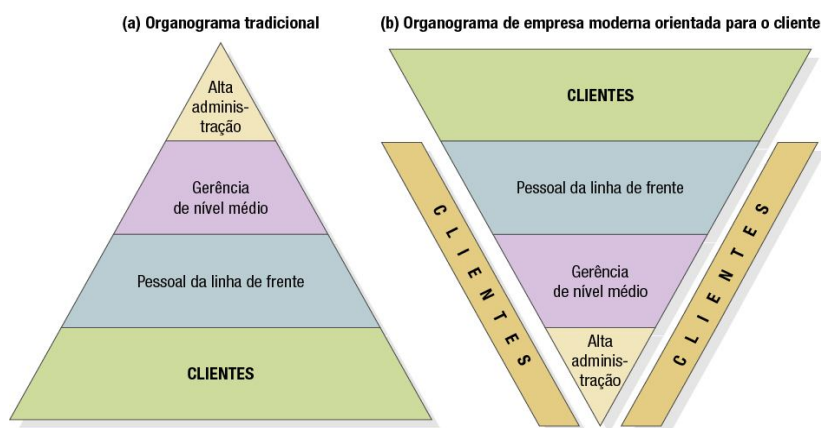 (a) Organograma tradicional
Alta
adminis-
tração
Gerência
de nível médio
Pessoal da linha de frente
CLIENTES
(b) Organograma de empresa moderna orientada para o cliente
CLIENTES
Pessoal da linha de frente
Gerência
de nível médio
Alta
adminis-
tração
CLIENTES
CLIENTES